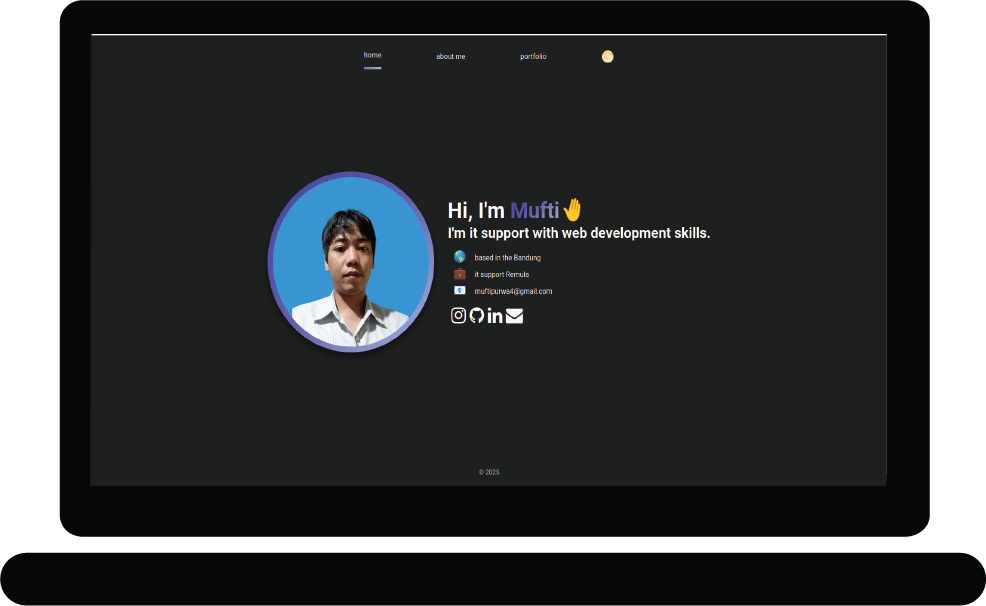 home
about me
portfolio
Hi, I'm Mufti
I'm it support with web development skills.
based in the Bandung
it support Remula
muftipurwa4@gmail.com
© 2025